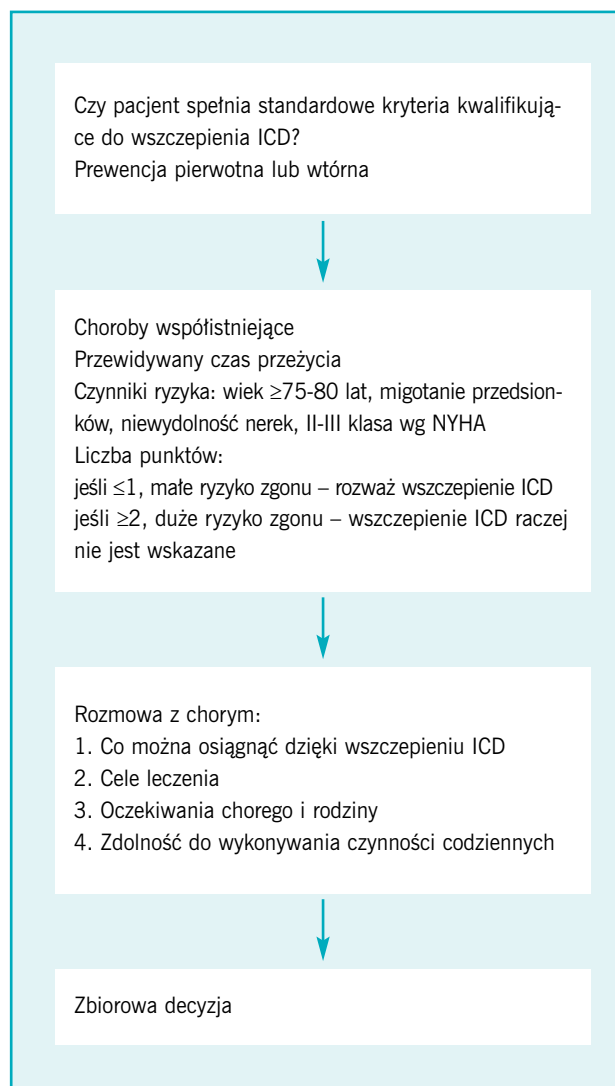 Czy pacjent spełnia standardowe kryteria kwalifikują-
ce do wszczepienia ICD?
Prewencja pierwotna lub wtórna
Choroby współistniejące
Przewidywany czas przeżycia
Czynniki ryzyka: wiek ≥75-80 lat, migotanie przedsion-
ków, niewydolność nerek, II-III klasa wg NYHA
Liczba punktów:
jeśli ≤1, małe ryzyko zgonu – rozważ wszczepienie ICD
jeśli ≥2, duże ryzyko zgonu – wszczepienie ICD raczej
nie jest wskazane
Rozmowa z chorym:
1. Co można osiągnąć dzięki wszczepieniu ICD
2. Cele leczenia
3. Oczekiwania chorego i rodziny
4. Zdolność do wykonywania czynności codziennych
Zbiorowa decyzja